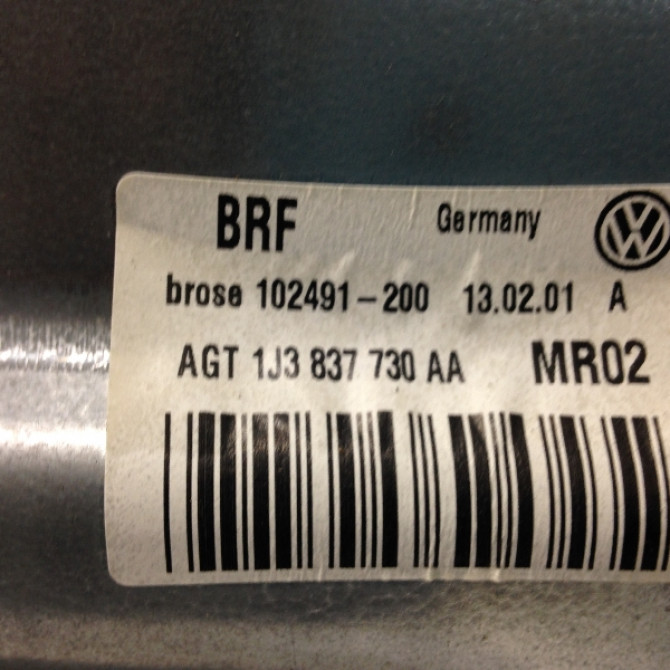 BRF Germany
brose 102491-200 13.02.01 A
AGT 1J3 837 730 AA MR02